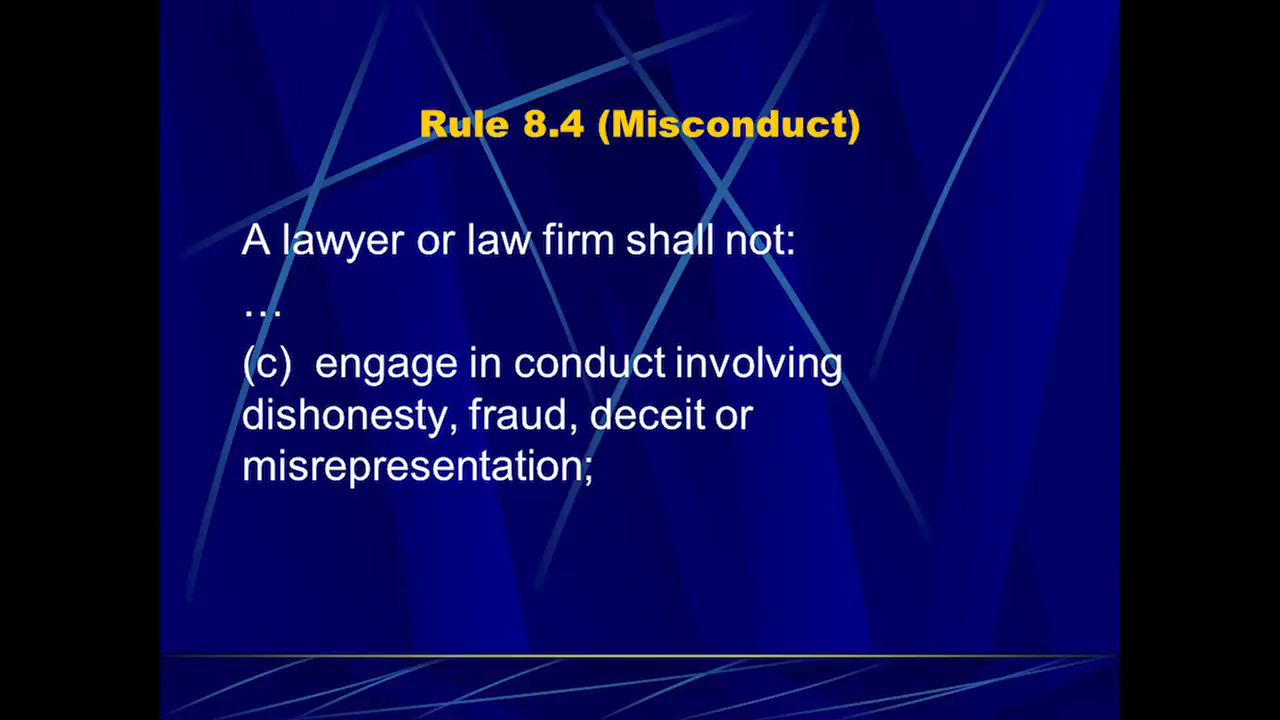 Rule 8.4 (Misconduct)
A lawyer or law firm shall not:
…
(c) engage in conduct involving
dishonesty, fraud, deceit or
misrepresentation;